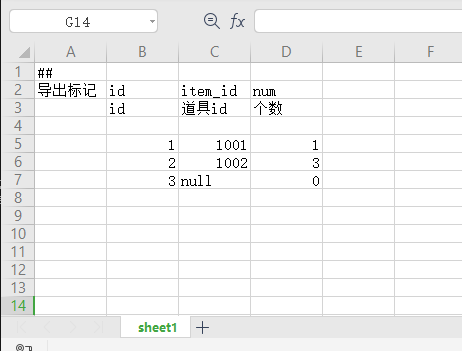 G14
fx
A B C D E F
1 ##
2 导出标记 id item_id num
3 id 道具id 个数
4
5 1 1001 1
6 2 1002 3
7 3 null 0
8
9
10
11
12
13
14
sheet1